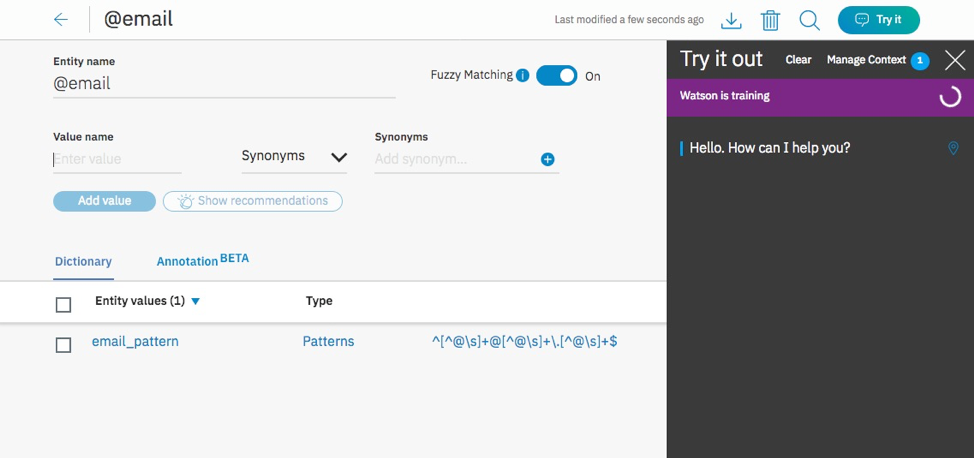 @email
Last modified a few seconds ago
Try it
Entity name
@email
Fuzzy Matching i On
Value name
Enter value
Synonyms
Synonyms
Add synonym...
Add value
Show recommendations
Dictionary
Annotation BETA
Entity values (1)
Type
email_pattern
Patterns
^[^@\s]+@[^@\s]+\.[^@\s]+$
Try it out
Clear
Manage Context 1
Watson is training
Hello. How can I help you?